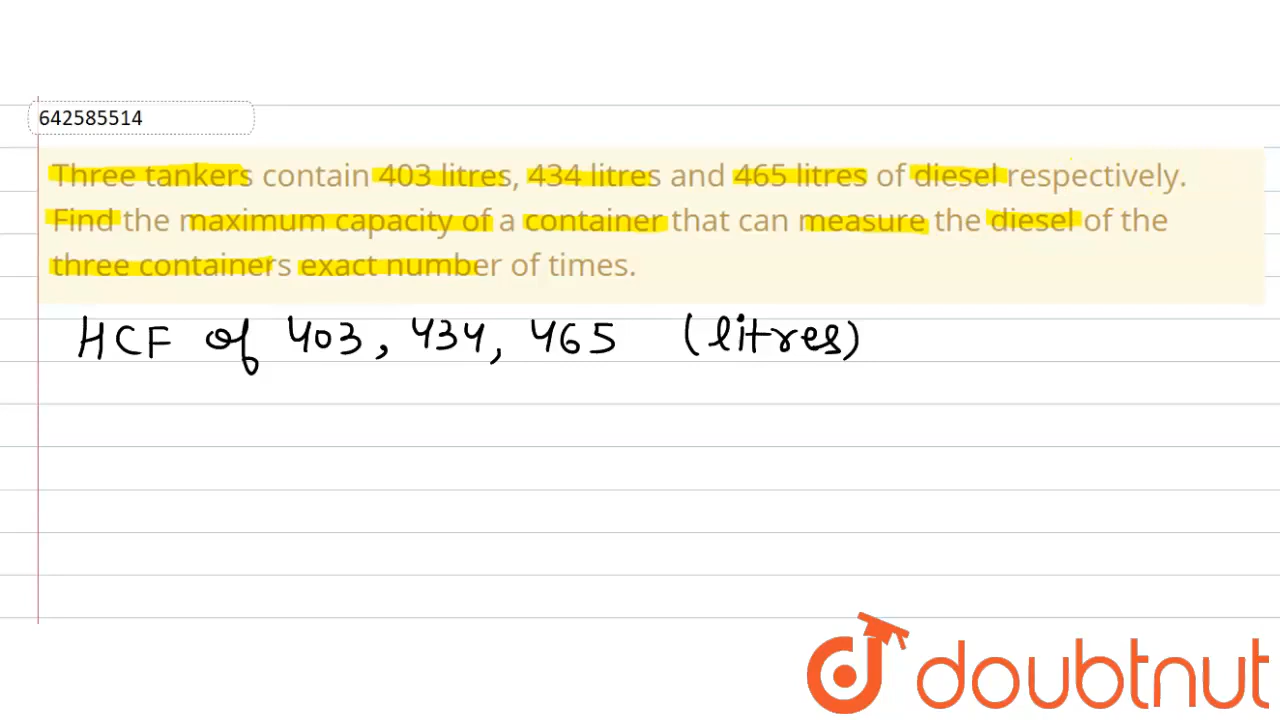 642585514
Three tankers contain 403 litres, 434 litres and 465 litres of diesel respectively.
Find the maximum capacity of a container that can measure the diesel of the
three containers exact number of times.
HCF of 403, 434, 465 (litres)
doubtnut